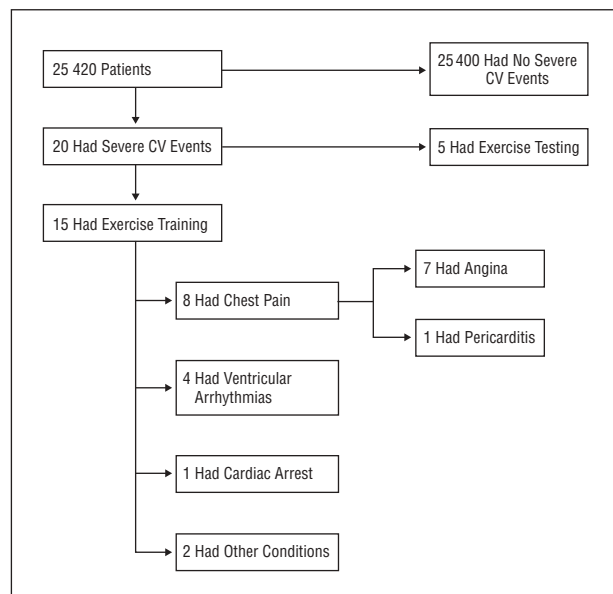 25 420 Patients
25 400 Had No Severe
CV Events
20 Had Severe CV Events
5 Had Exercise Testing
15 Had Exercise Training
8 Had Chest Pain
7 Had Angina
1 Had Pericarditis
4 Had Ventricular
Arrhythmias
1 Had Cardiac Arrest
2 Had Other Conditions